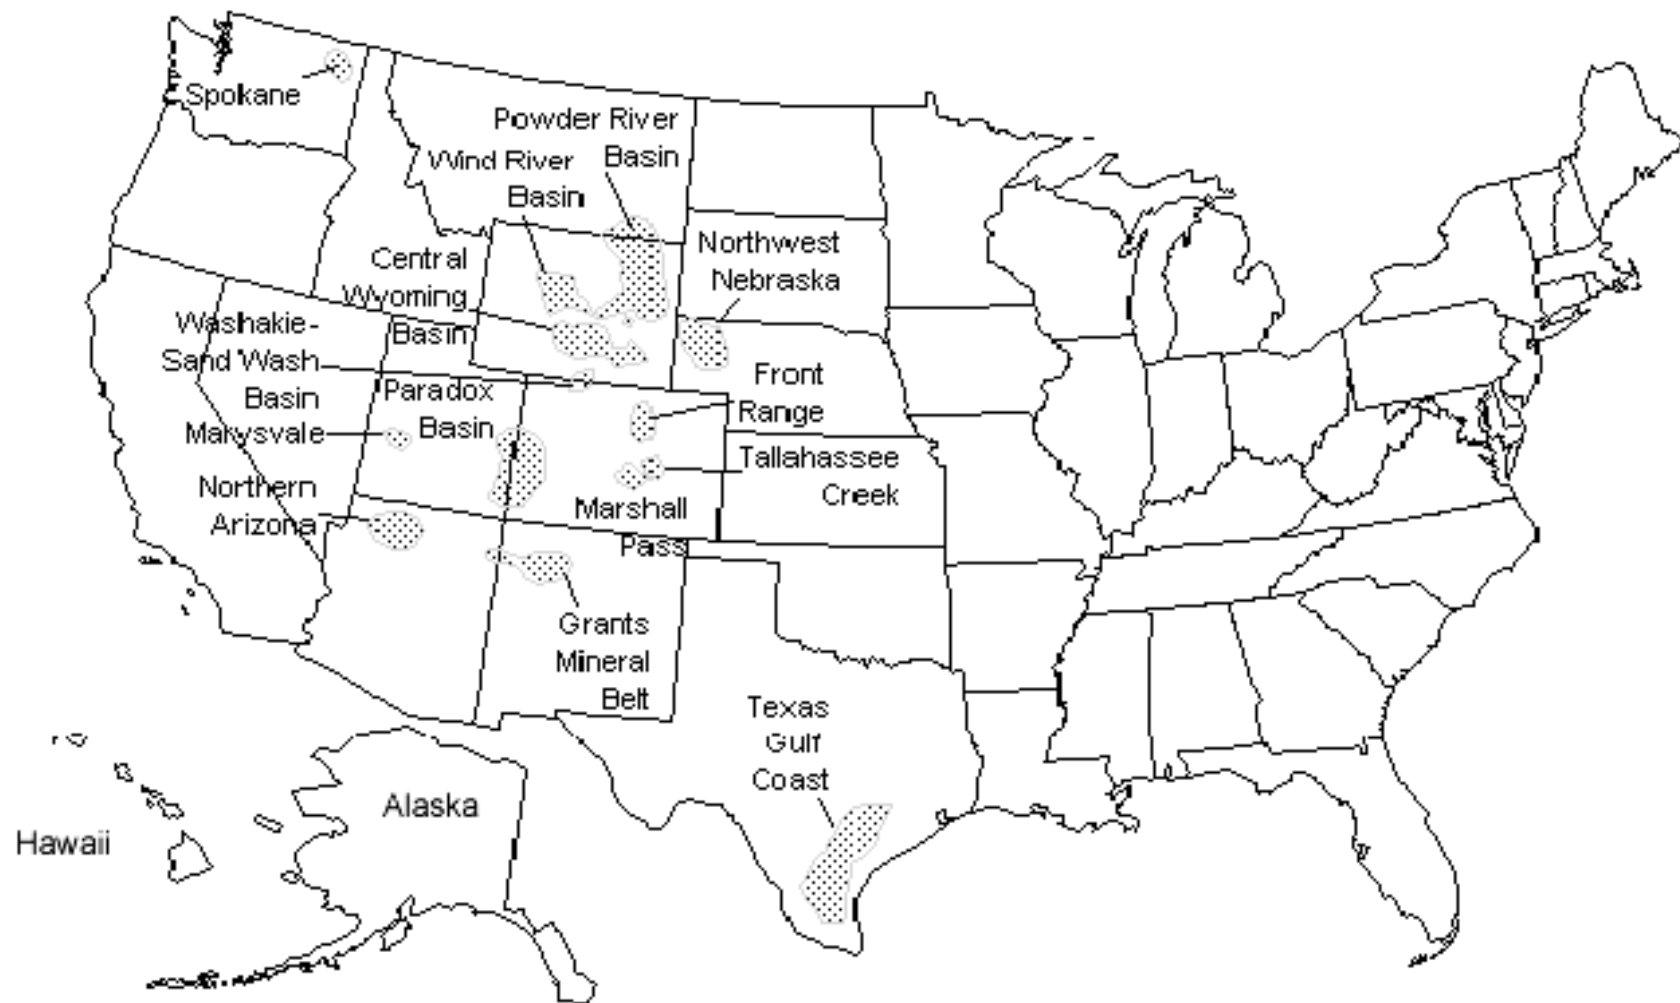 Spokane
Powder River
Basin
Wind River
Basin
Central
Wyoming
Basin
Northwest
Nebraska
Washakie-
Sand Wash
Basin
Paradox
Basin
Front
Range
Marysvale
Tallahassee
Creek
Northern
Arizona
Marshall
Pass
Grants
Mineral
Belt
Texas
Gulf
Coast
Alaska
Hawaii